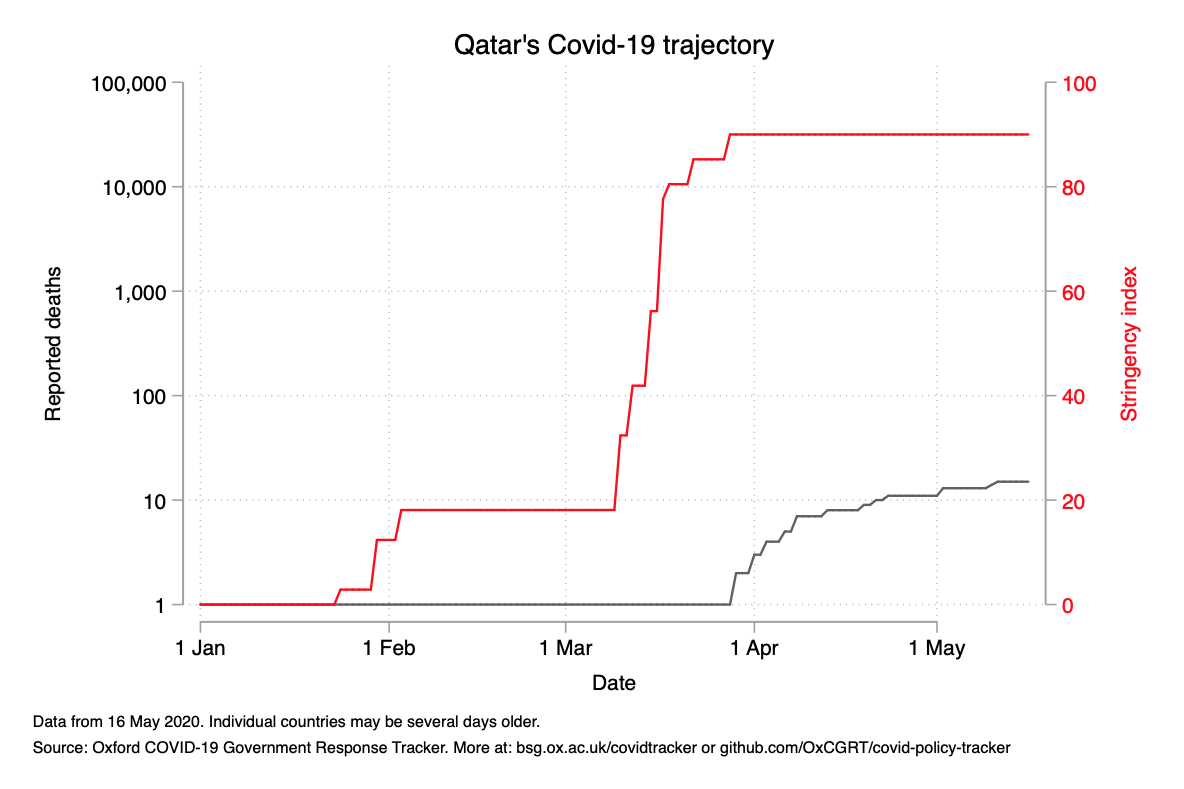 Qatar's Covid-19 trajectory
100,000
10,000
1,000
100
10
1
Reported deaths
100
80
60
40
20
0
Stringency index
1 Jan
1 Feb
1 Mar
1 Apr
1 May
Date
Data from 16 May 2020. Individual countries may be several days older.
Source: Oxford COVID-19 Government Response Tracker. More at: bsg.ox.ac.uk/covidtracker or github.com/OxCGRT/covid-policy-tracker